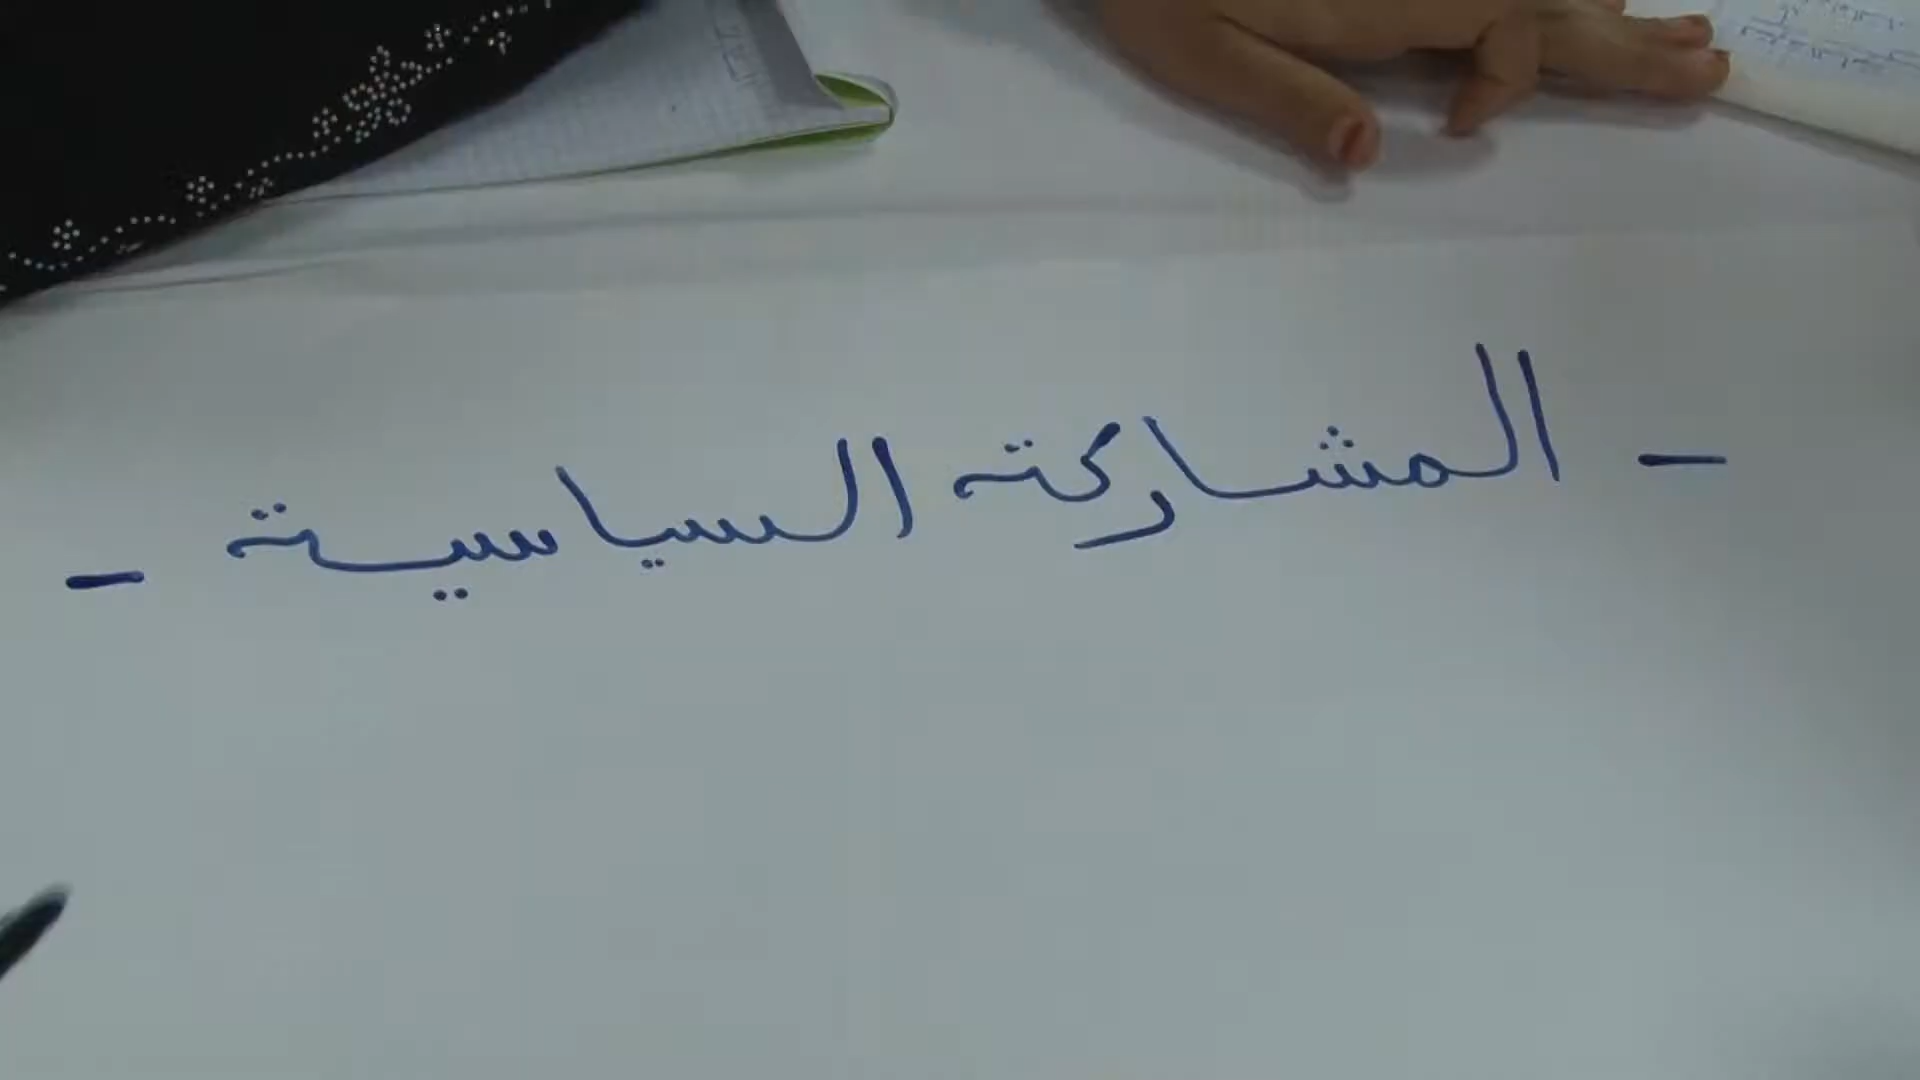 - المشاركة السياسية -